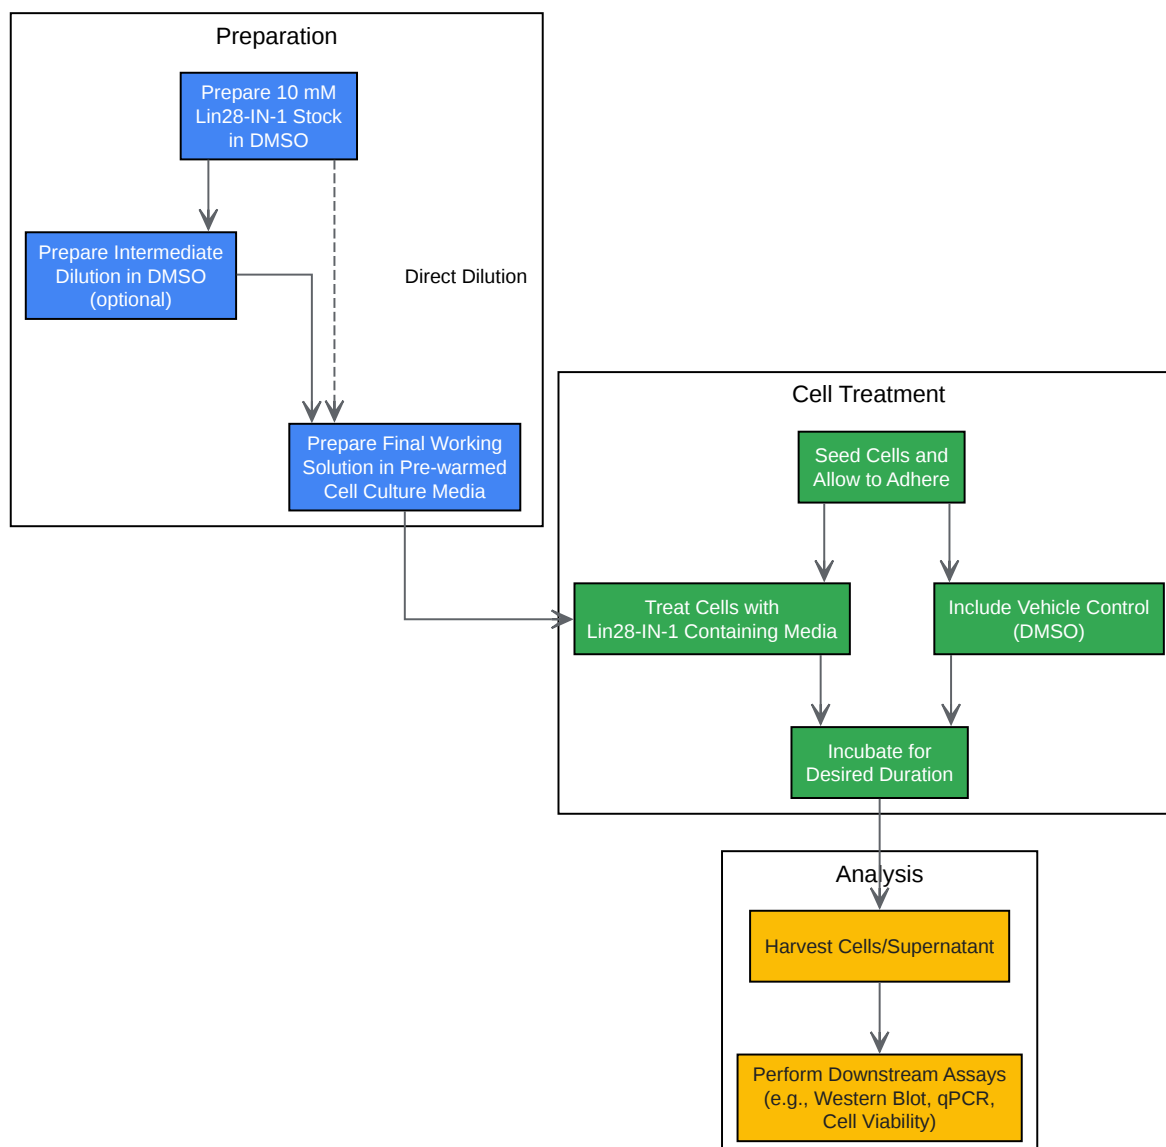 Preparation
Prepare 10 mM
Lin28-IN-1 Stock
in DMSO
Prepare Intermediate
Dilution in DMSO
(optional)
Direct Dilution
Prepare Final Working
Solution in Pre-warmed
Cell Culture Media
Cell Treatment
Seed Cells and
Allow to Adhere
Treat Cells with
Lin28-IN-1 Containing Media
Include Vehicle Control
(DMSO)
Incubate for
Desired Duration
Analysis
Harvest Cells/Supernatant
Perform Downstream Assays
(e.g., Western Blot, qPCR,
Cell Viability)